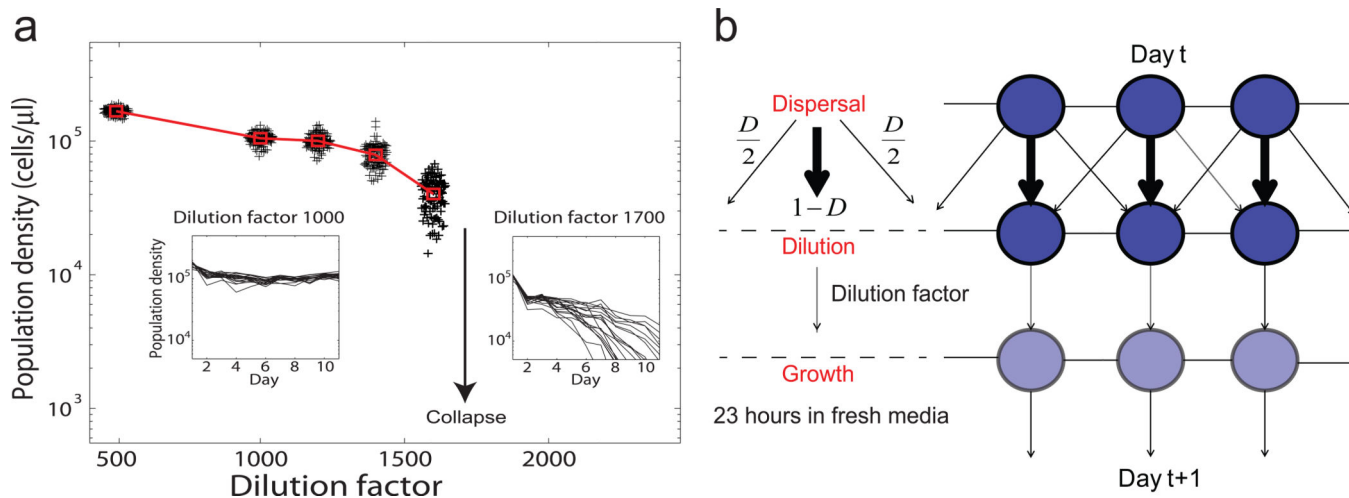 a
Population density (cells/µl)
10^5
10^4
10^3
Dilution factor 1000
Population density
10^5
10^4
2 4 6 8 10
Day
Dilution factor 1700
10^5
10^4
2 4 6 8 10
Day
Collapse
500 1000 1500 2000
Dilution factor
b
Day t
Dispersal
D/2
D/2
1−D
Dilution
Dilution factor
Growth
23 hours in fresh media
Day t+1